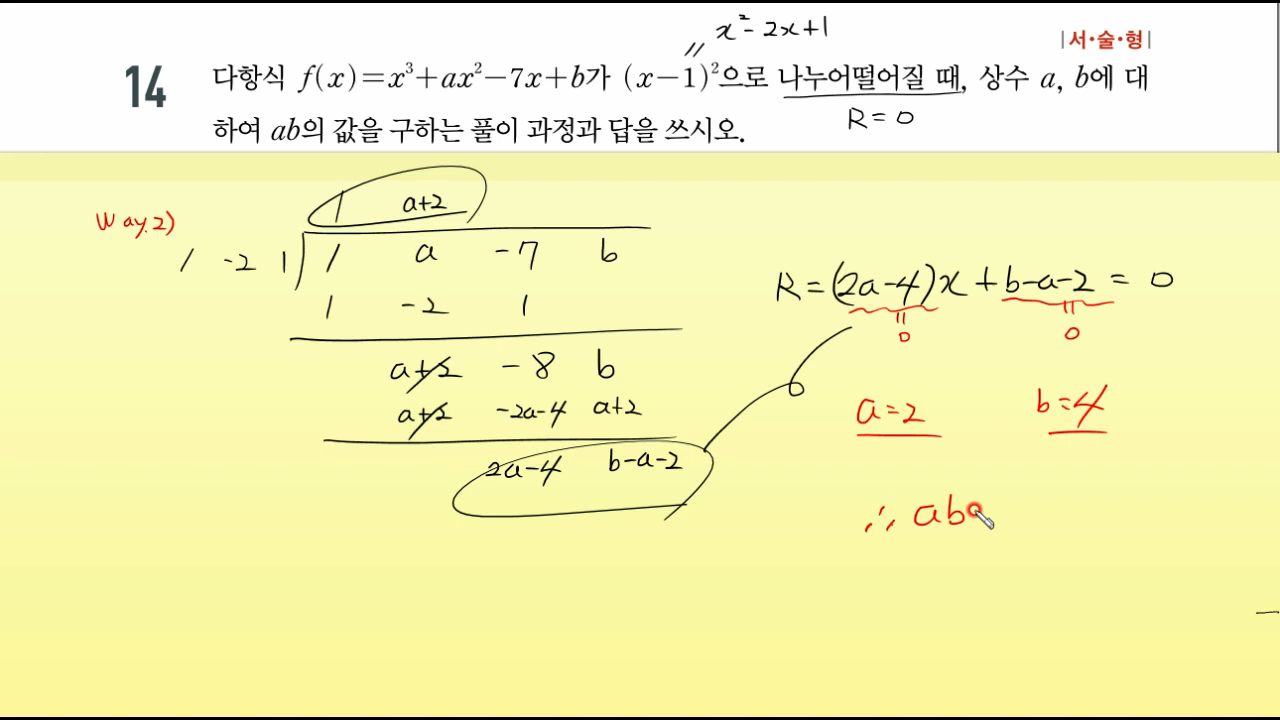 x²-2x+1
|서·술·형|
14 다항식 f(x)=x³+ax²-7x+b가 (x-1)²으로 나누어떨어질 때, 상수 a, b에 대
하여 ab의 값을 구하는 풀이 과정과 답을 쓰시오.
R=0
Way.2)
1 a+2
1 -2 1 ) 1 a -7 b
1 -2 1
a+2 -8 b
a+2 -2a-4 a+2
2a-4 b-a-2
R=(2a-4)x+b-a-2=0
0 0
a=2 b=4
∴ ab